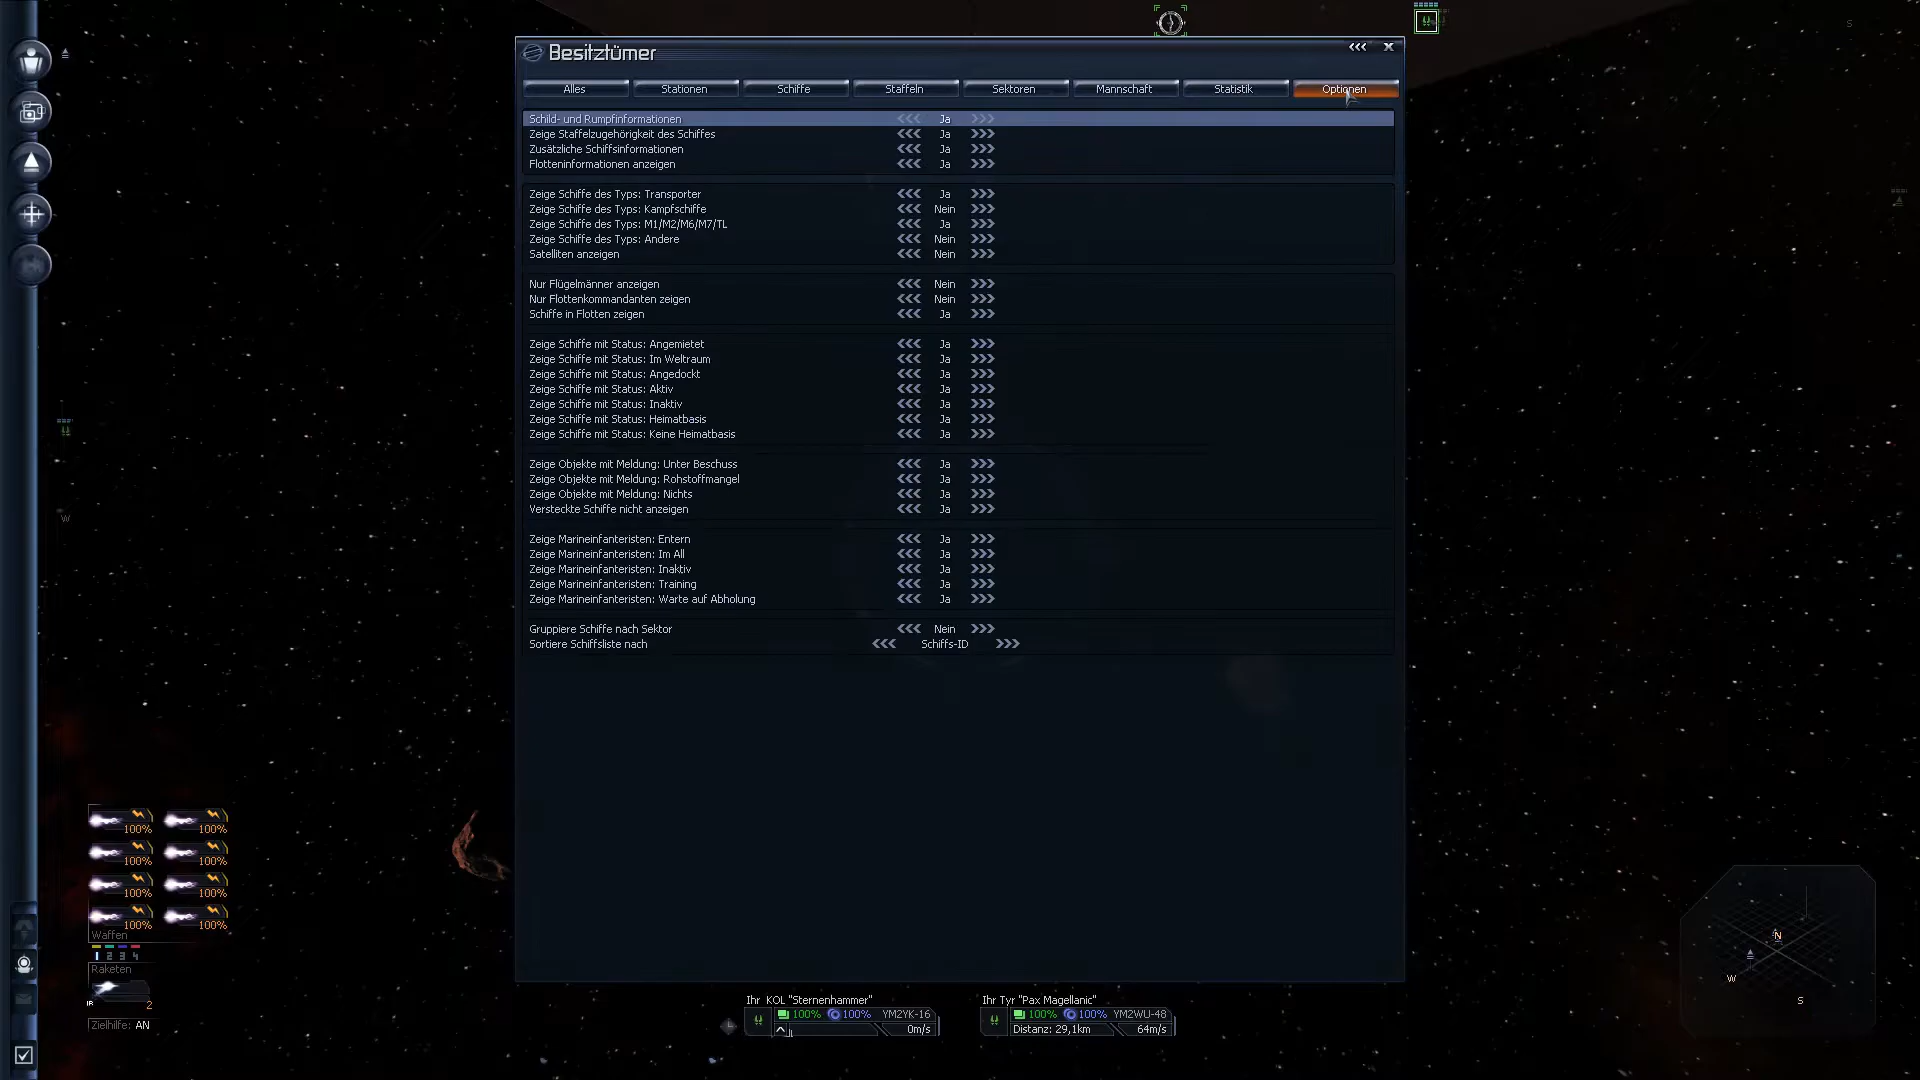 Besitztümer
Alles Stationen Schiffe Staffeln Sektoren Mannschaft Statistik Optionen
Schild- und Rumpfinformationen Ja
Zeige Staffelzugehörigkeit des Schiffes Ja
Zusätzliche Schiffsinformationen Ja
Flotteninformationen anzeigen Ja
Zeige Schiffe des Typs: Transporter Ja
Zeige Schiffe des Typs: Kampfschiffe Nein
Zeige Schiffe des Typs: M1/M2/M6/M7/TL Ja
Zeige Schiffe des Typs: Andere Nein
Satelliten anzeigen Nein
Nur Flügelmänner anzeigen Nein
Nur Flottenkommandanten zeigen Nein
Schiffe in Flotten zeigen Ja
Zeige Schiffe mit Status: Angemietet Ja
Zeige Schiffe mit Status: Im Weltraum Ja
Zeige Schiffe mit Status: Angedockt Ja
Zeige Schiffe mit Status: Aktiv Ja
Zeige Schiffe mit Status: Inaktiv Ja
Zeige Schiffe mit Status: Heimatbasis Ja
Zeige Schiffe mit Status: Keine Heimatbasis Ja
Zeige Objekte mit Meldung: Unter Beschuss Ja
Zeige Objekte mit Meldung: Rohstoffmangel Ja
Zeige Objekte mit Meldung: Nichts Ja
Versteckte Schiffe nicht anzeigen Ja
Zeige Marineinfanteristen: Entern Ja
Zeige Marineinfanteristen: Im All Ja
Zeige Marineinfanteristen: Inaktiv Ja
Zeige Marineinfanteristen: Training Ja
Zeige Marineinfanteristen: Warte auf Abholung Ja
Gruppiere Schiffe nach Sektor Nein
Sortiere Schiffsliste nach Schiffs-ID
S
W
100% 100%
100% 100%
100% 100%
100% 100%
Waffen
1 2 3 4
Raketen
IR 2
Zielhilfe: AN
Ihr KOL "Sternenhammer"
100% 100% YM2YK-16
0m/s
Ihr Tyr "Pax Magellanic"
100% 100% YM2WU-48
Distanz: 29,1km 64m/s
N
W
S